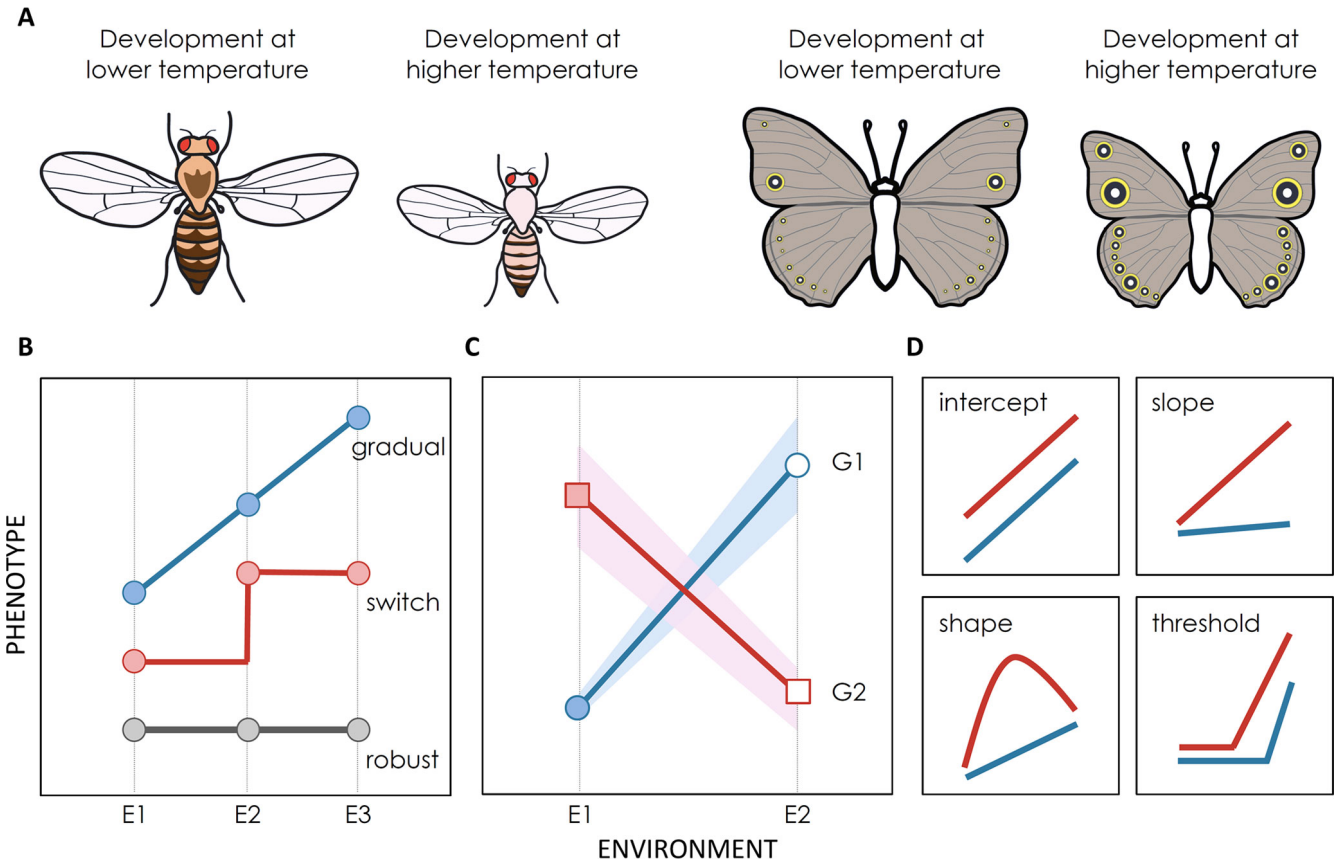 A
Development at
lower temperature
Development at
higher temperature
Development at
lower temperature
Development at
higher temperature
B
PHENOTYPE
gradual
switch
robust
E1
E2
E3
C
G1
G2
E1
E2
ENVIRONMENT
D
intercept
slope
shape
threshold